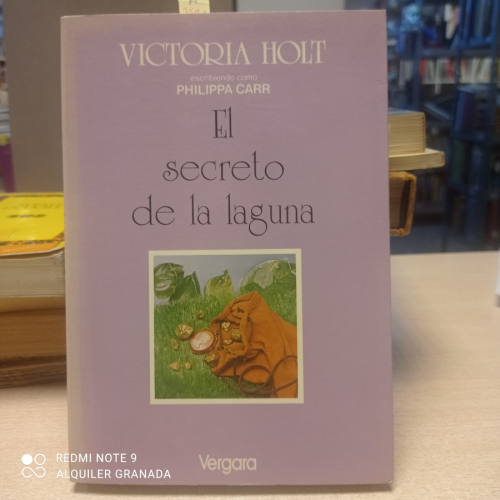 VICTORIA HOLT
escribiendo como
PHILIPPA CARR
El
secreto
de la laguna
Vergara
REDMI NOTE 9
ALQUILER GRANADA